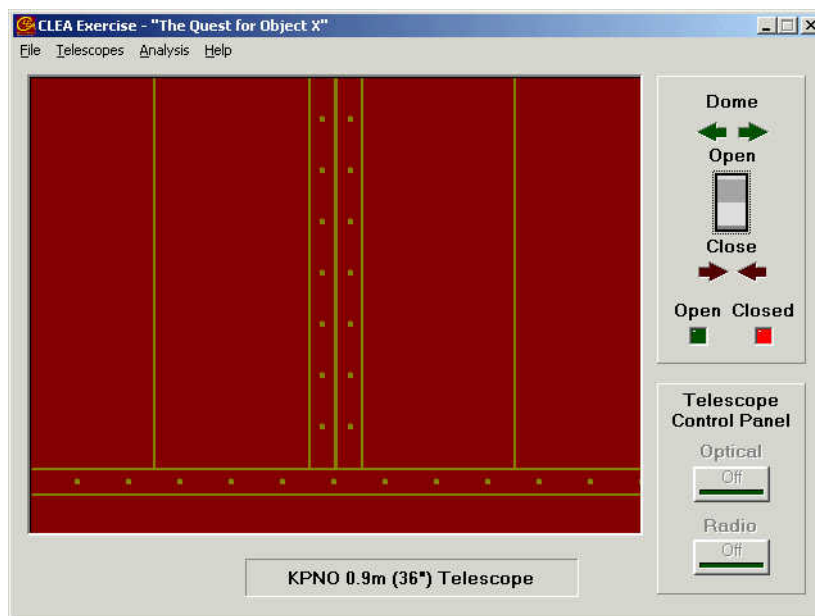 CLEA Exercise - "The Quest for Object X"
File Telescopes Analysis Help
Dome
Open
Close
Open Closed
Telescope
Control Panel
Optical
Off
Radio
Off
KPNO 0.9m (36") Telescope